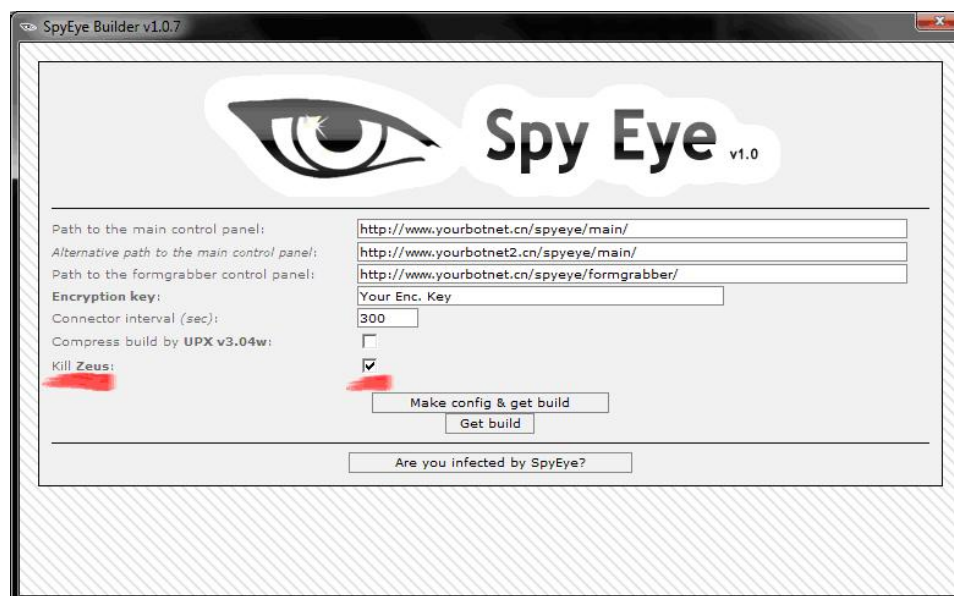 SpyEye Builder v1.0.7
Spy Eye v1.0
Path to the main control panel: http://www.yourbotnet.cn/spyeye/main/
Alternative path to the main control panel: http://www.yourbotnet2.cn/spyeye/main/
Path to the formgrabber control panel: http://www.yourbotnet.cn/spyeye/formgrabber/
Encryption key: Your Enc. Key
Connector interval (sec): 300
Compress build by UPX v3.04w:
Kill Zeus:
Make config & get build
Get build
Are you infected by SpyEye?